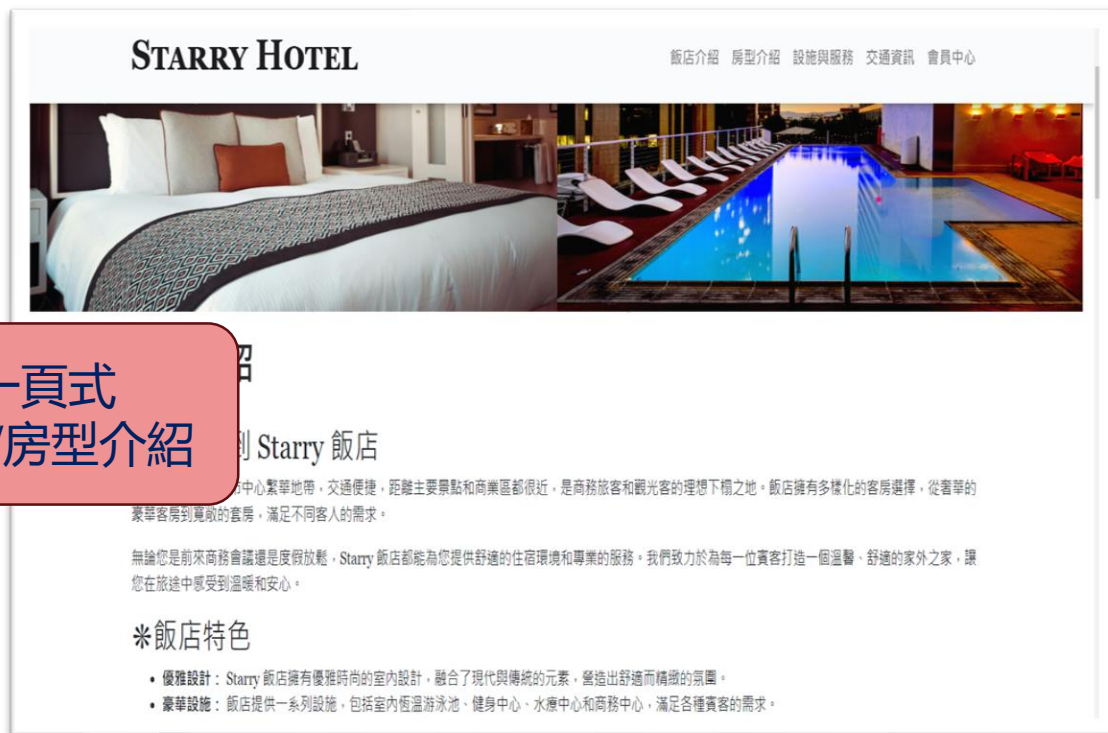 STARRY HOTEL
飯店介紹 房型介紹 設施與服務 交通資訊 會員中心
紹
一頁式
/房型介紹
到 Starry 飯店
市中心繁華地帶，交通便捷，距離主要景點和商業區都很近，是商務旅客和觀光客的理想下榻之地。飯店擁有多樣化的客房選擇，從奢華的
豪華客房到寬敞的套房，滿足不同客人的需求。
無論您是前來商務會議還是度假放鬆，Starry 飯店都能為您提供舒適的住宿環境和專業的服務。我們致力於為每一位賓客打造一個溫馨、舒適的家外之家，讓
您在旅途中感受到溫暖和安心。
❊飯店特色
• 優雅設計： Starry 飯店擁有優雅時尚的室內設計，融合了現代與傳統的元素，營造出舒適而精緻的氛圍。
• 豪華設施： 飯店提供一系列設施，包括室內恆溫游泳池、健身中心、水療中心和商務中心，滿足各種賓客的需求。